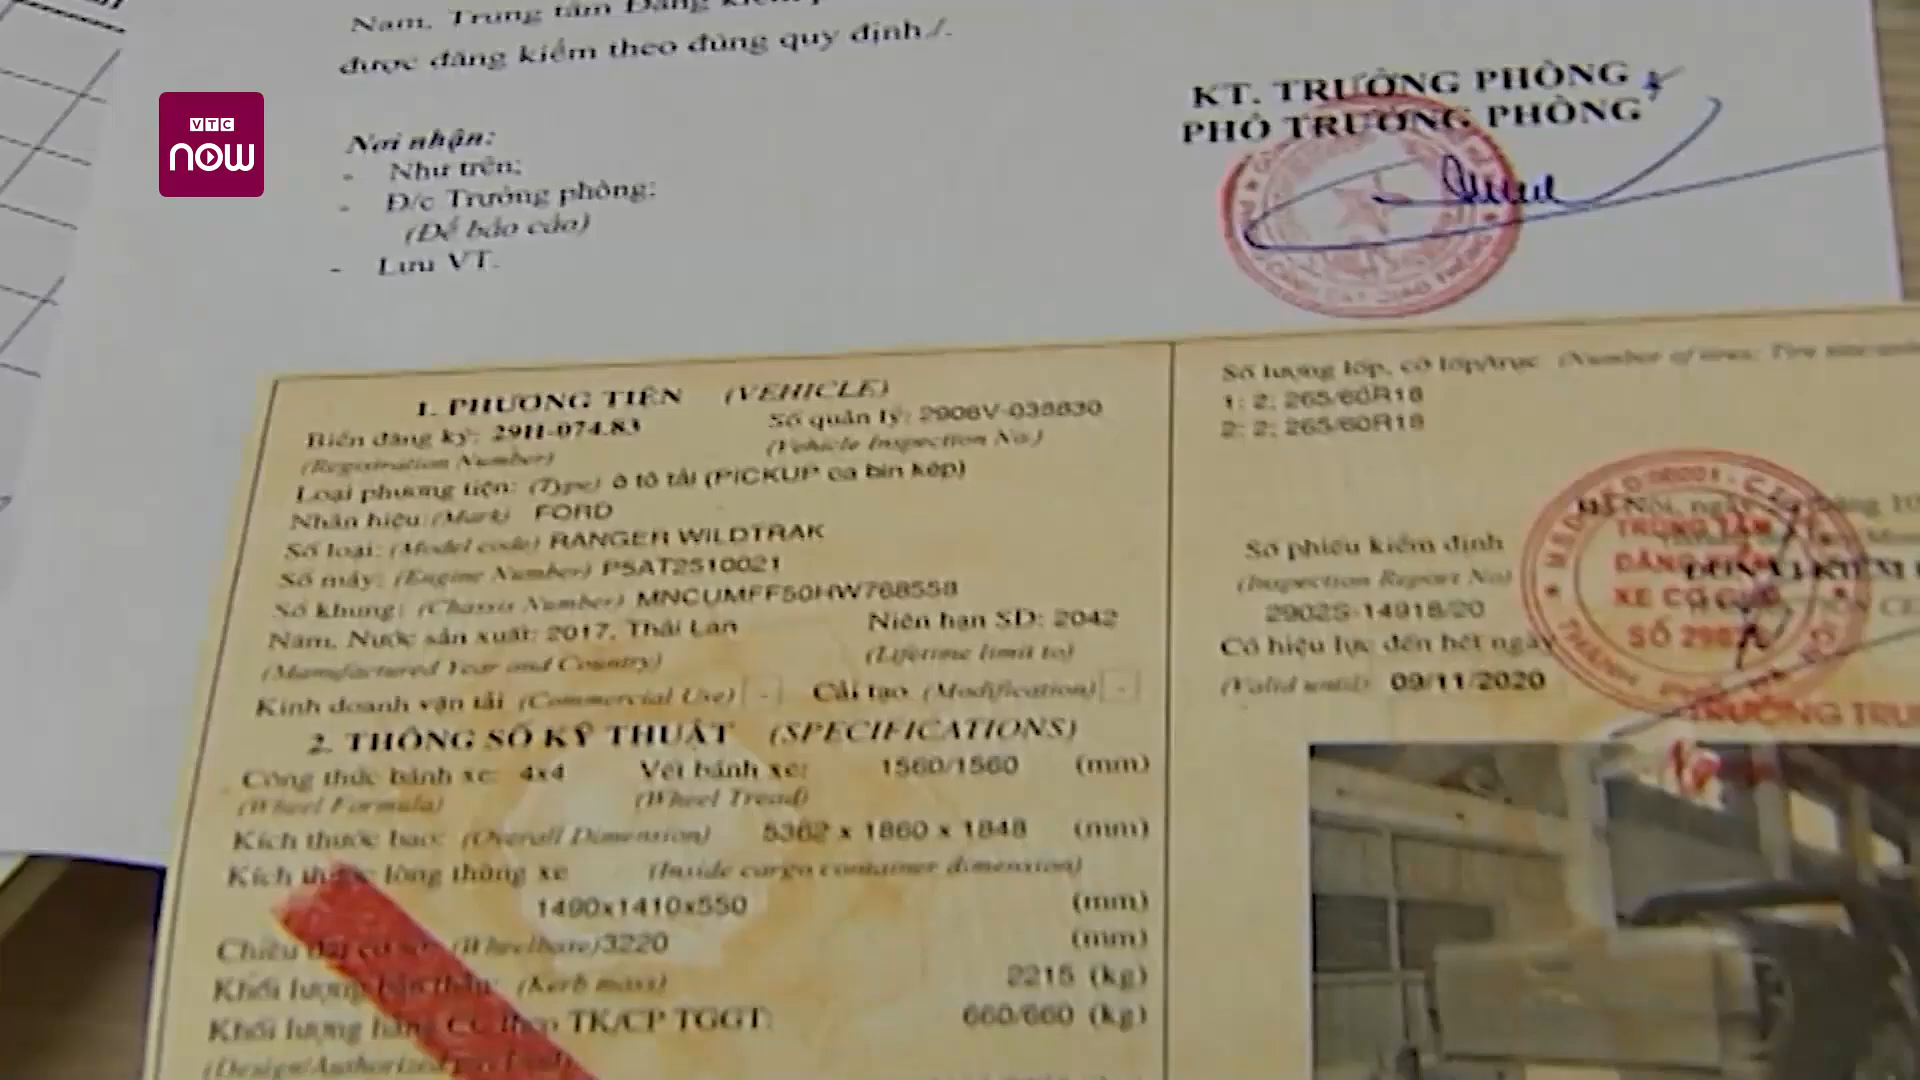 Nam, Trung tâm Đăng kiểm
được đăng kiểm theo đúng quy định./.
VTC
now
KT. TRƯỞNG PHÒNG
PHÓ TRƯỞNG PHÒNG
Nơi nhận:
- Như trên;
- Đ/c Trưởng phòng;
(Để báo cáo)
- Lưu VT.
1. PHƯƠNG TIỆN (VEHICLE)
Biển đăng ký: 29H-074.83 Số quản lý: 2906V-035830
(Registration Number) (Vehicle Inspection No.)
Loại phương tiện: (Type) ô tô tải (PICKUP ca bin kép)
Nhãn hiệu: (Mark) FORD
Số loại: (Model code) RANGER WILDTRAK
Số máy: (Engine Number) P5AT2510021
Số khung: (Chassis Number) MNCUMFF50HW768558
Năm, Nước sản xuất: 2017, Thái Lan Niên hạn SD: 2042
(Manufactured Year and Country) (Lifetime limit to)
Kinh doanh vận tải (Commercial Use) - Cải tạo (Modification) -
2. THÔNG SỐ KỸ THUẬT (SPECIFICATIONS)
Công thức bánh xe: 4x4 Vết bánh xe: 1560/1560 (mm)
(Wheel Formula) (Wheel Tread)
Kích thước bao: (Overall Dimension) 5362 x 1860 x 1848 (mm)
Kích thước lòng thùng xe (Inside cargo container dimension)
1490x1410x550 (mm)
Chiều dài cơ sở: (Wheelbase) 3220 (mm)
Khối lượng bản thân: (Kerb mass) 2215 (kg)
Khối lượng hàng CC theo TK/CP TGGT: 660/660 (kg)
(Design/Authorized
Số lượng lốp, cỡ lốp/trục (Number of tires; Tire
1: 2; 265/60R18
2: 2; 265/60R18
Số phiếu kiểm định
(Inspection Report No)
2902S-14918/20
Có hiệu lực đến hết ngày
(Valid until) 09/11/2020
TRUNG TÂM
ĐĂNG KIỂM
XE CƠ GIỚI